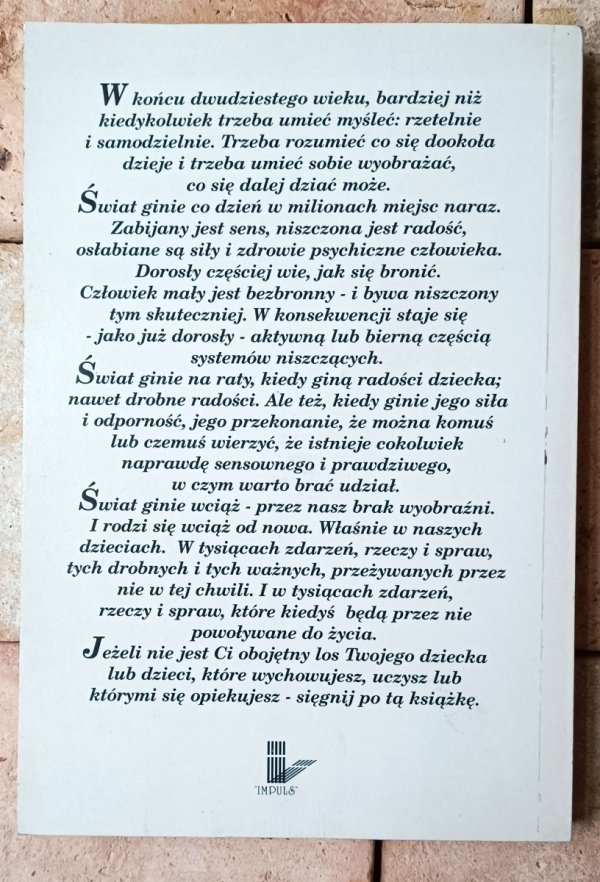 W końcu dwudziestego wieku, bardziej niż
kiedykolwiek trzeba umieć myśleć: rzetelnie
i samodzielnie. Trzeba rozumieć co się dookoła
dzieje i trzeba umieć sobie wyobrażać,
co się dalej dziać może.
Świat ginie co dzień w milionach miejsc naraz.
Zabijany jest sens, niszczona jest radość,
osłabiane są siły i zdrowie psychiczne człowieka.
Dorosły częściej wie, jak się bronić.
Człowiek mały jest bezbronny - i bywa niszczony
tym skuteczniej. W konsekwencji staje się
- jako już dorosły - aktywną lub bierną częścią
systemów niszczących.
Świat ginie na raty, kiedy giną radości dziecka;
nawet drobne radości. Ale też, kiedy ginie jego siła
i odporność, jego przekonanie, że można komuś
lub czemuś wierzyć, że istnieje cokolwiek
naprawdę sensownego i prawdziwego,
w czym warto brać udział.
Świat ginie wciąż - przez nasz brak wyobraźni.
I rodzi się wciąż od nowa. Właśnie w naszych
dzieciach. W tysiącach zdarzeń, rzeczy i spraw,
tych drobnych i tych ważnych, przeżywanych przez
nie w tej chwili. I w tysiącach zdarzeń,
rzeczy i spraw, które kiedyś będą przez nie
powoływane do życia.
Jeżeli nie jest Ci obojętny los Twojego dziecka
lub dzieci, które wychowujesz, uczysz lub
którymi się opiekujesz - sięgnij po tą książkę.
"IMPULS"